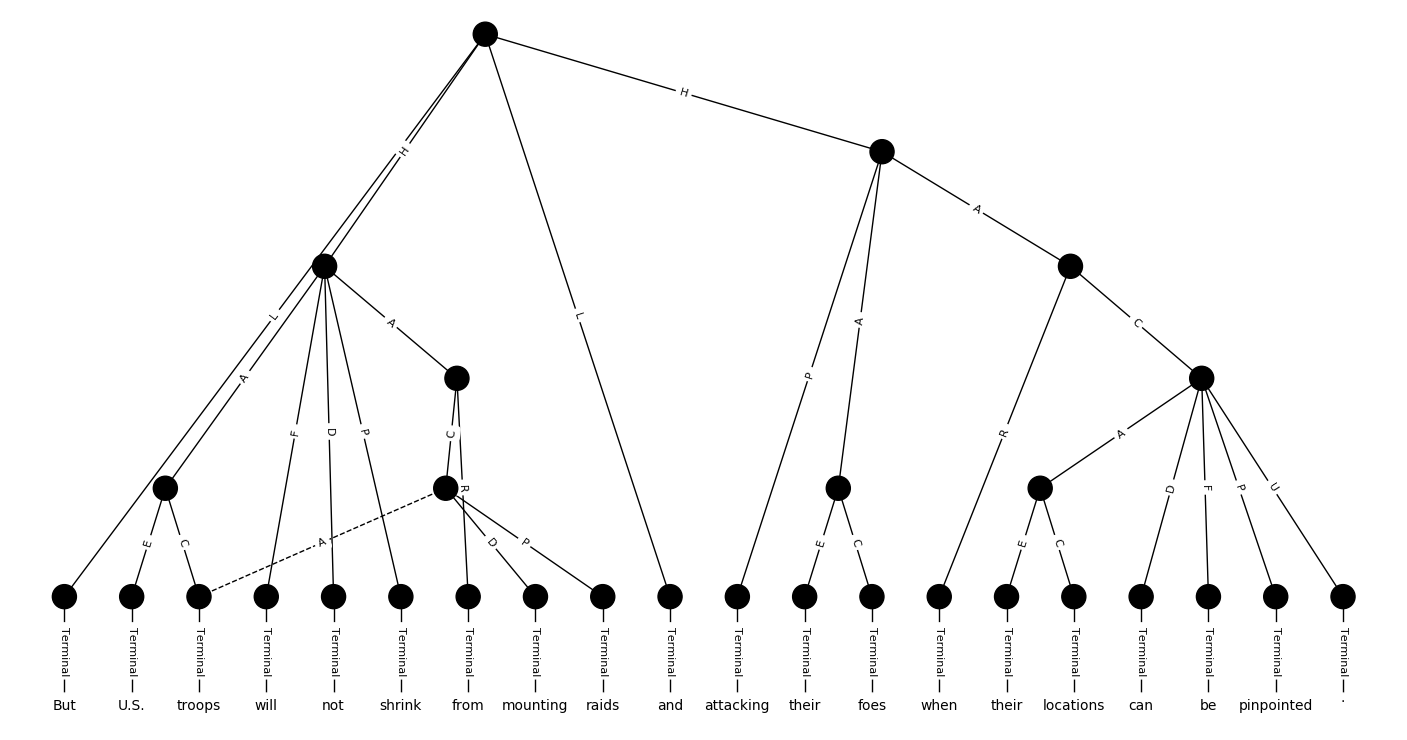 H
H
A
L
L
A
C
A
A
A
F
D
P
C
P
R
A
R
D
F
P
U
E
C
A
D
P
E
C
E
C
Terminal Terminal Terminal Terminal Terminal Terminal Terminal Terminal Terminal Terminal Terminal Terminal Terminal Terminal Terminal Terminal Terminal Terminal Terminal Terminal
But U.S. troops will not shrink from mounting raids and attacking their foes when their locations can be pinpointed .